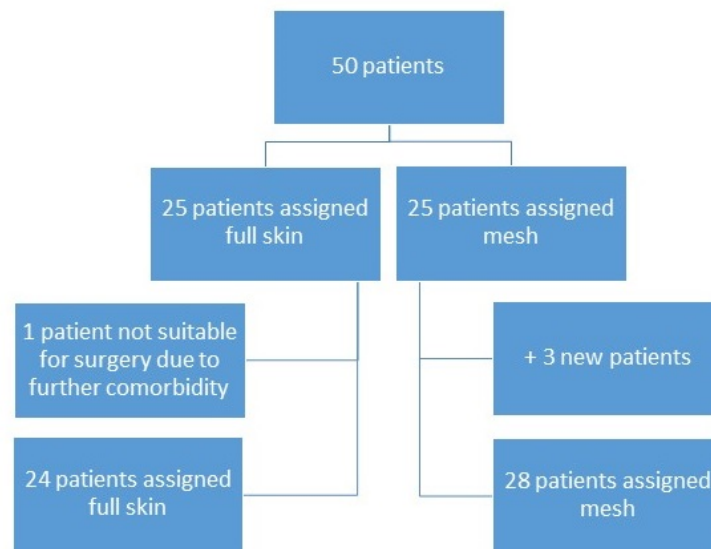 50 patients
25 patients assigned
full skin
25 patients assigned
mesh
1 patient not suitable
for surgery due to
further comorbidity
+ 3 new patients
24 patients assigned
full skin
28 patients assigned
mesh